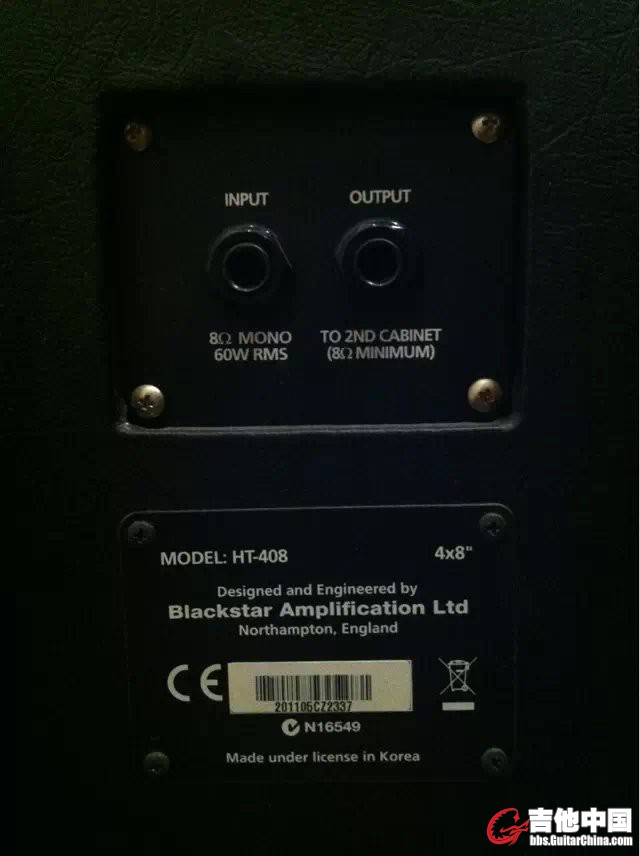 INPUT
OUTPUT
8Ω MONO
60W RMS
TO 2ND CABINET
(8Ω MINIMUM)
MODEL: HT-408
4x8"
Designed and Engineered by
Blackstar Amplification Ltd
Northampton, England
CE
201105CZ2337
N16549
Made under license in Korea
吉他中国
bbs.GuitarChina.com